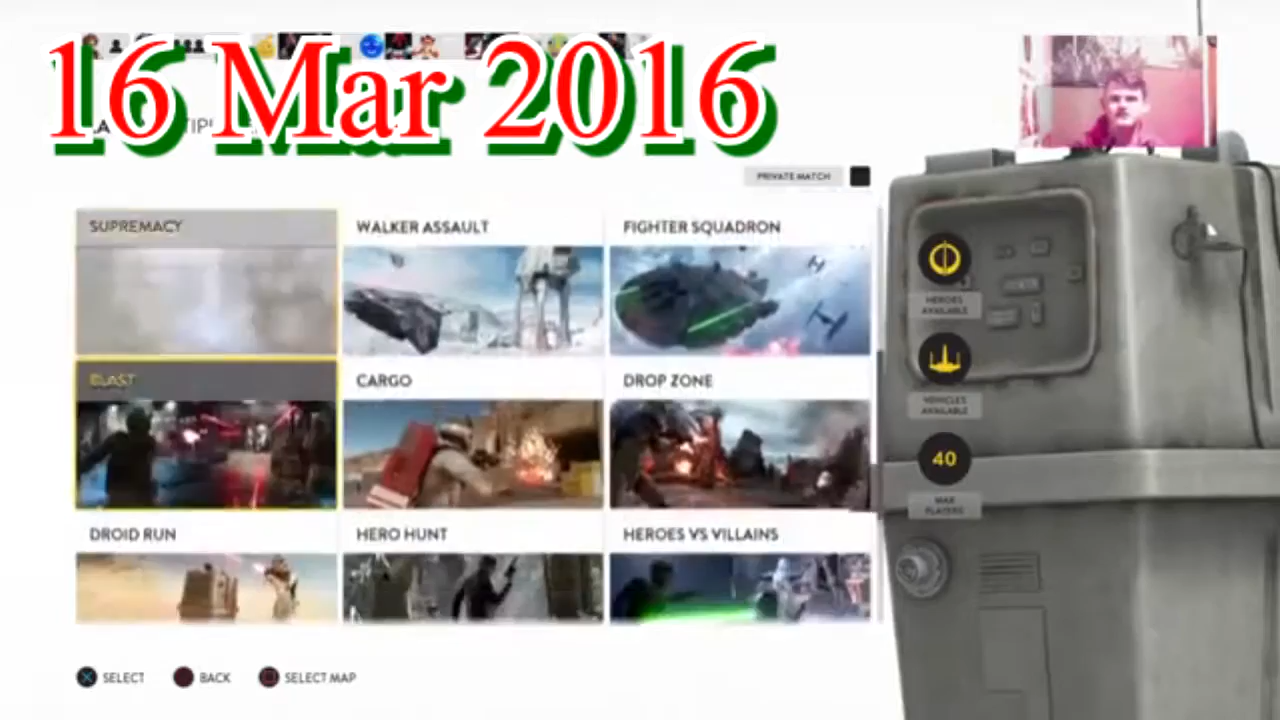 16 Mar 2016
PRIVATE MATCH
SUPREMACY
WALKER ASSAULT
FIGHTER SQUADRON
HEROES
AVAILABLE
VEHICLES
AVAILABLE
BLAST
CARGO
DROP ZONE
40
MAX
PLAYERS
DROID RUN
HERO HUNT
HEROES VS VILLAINS
SELECT
BACK
SELECT MAP